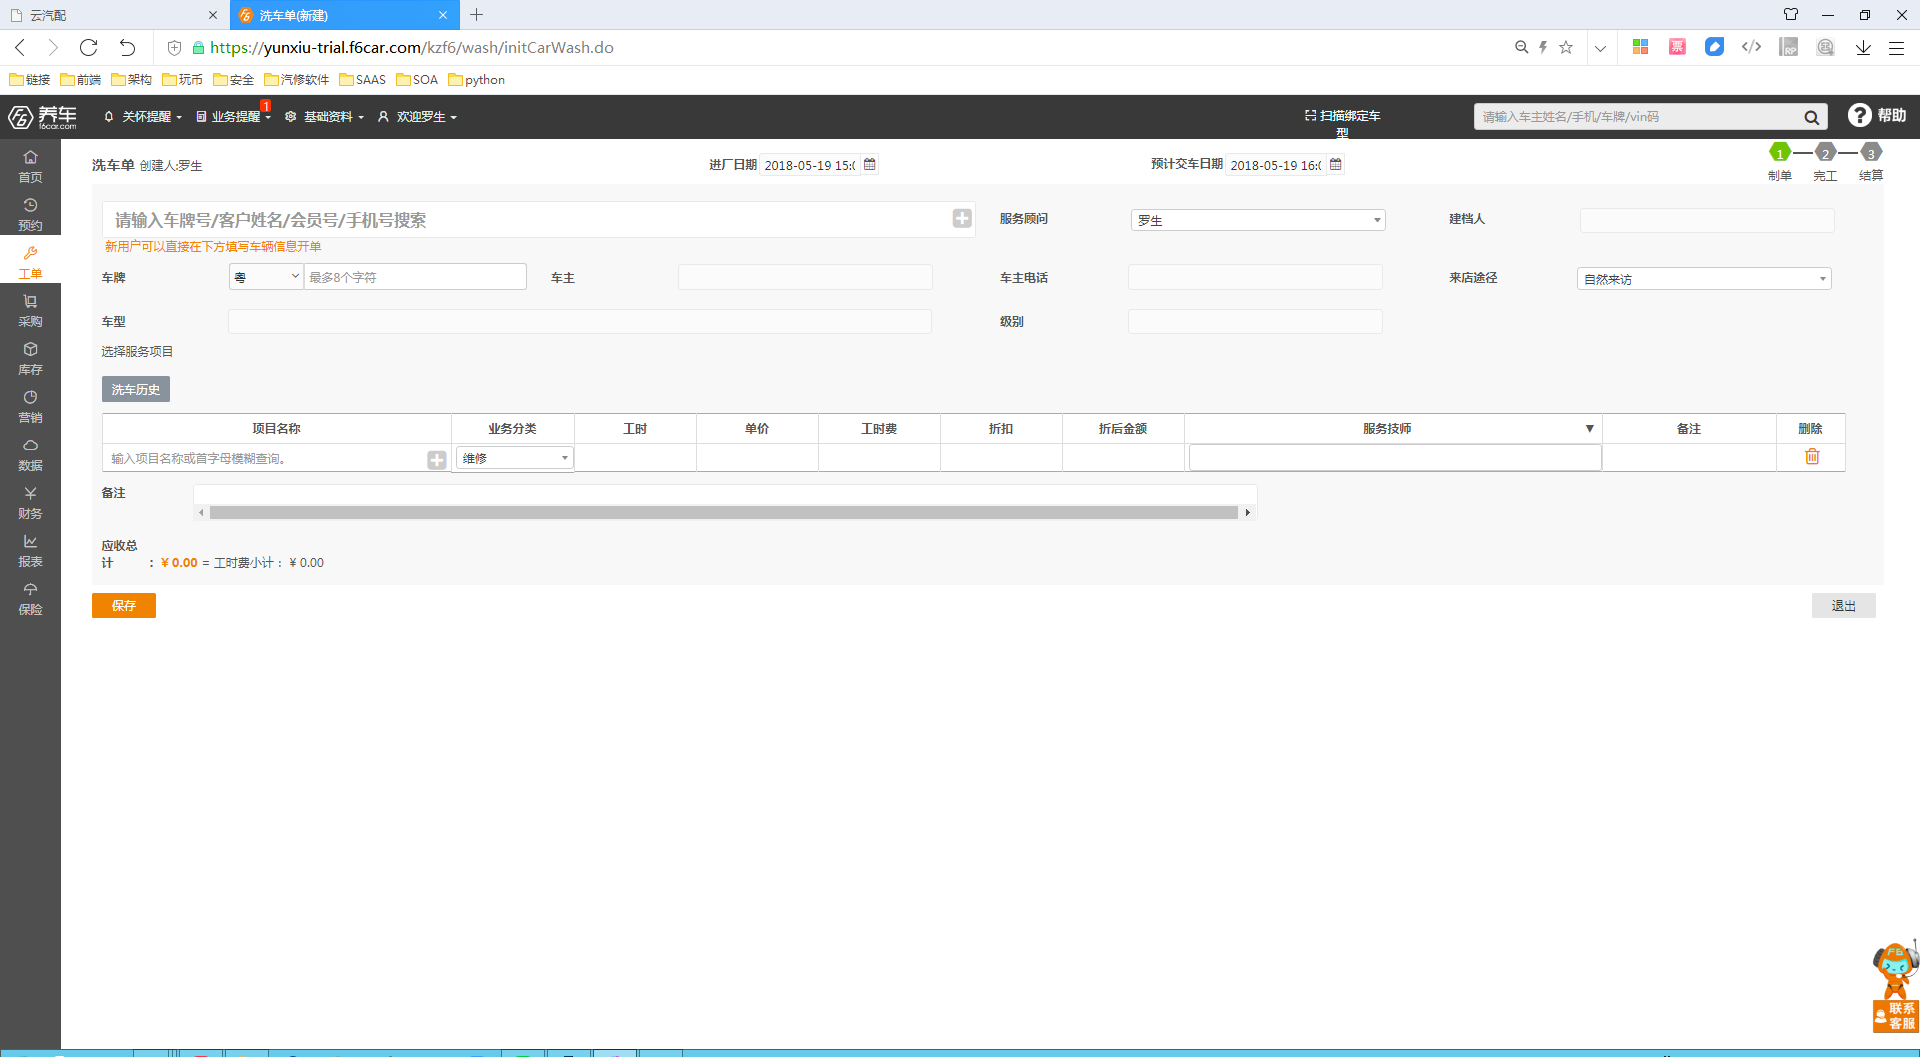 云汽配
洗车单(新建)
https://yunxiu-trial.f6car.com/kzf6/wash/initCarWash.do
票
RP
链接
前端
架构
玩币
安全
汽修软件
SAAS
SOA
python
F6
养车
f6car.com
关怀提醒
业务提醒
1
基础资料
欢迎罗生
扫描绑定车
型
请输入车主姓名/手机/车牌/vin码
帮助
首页
预约
工单
采购
库存
营销
数据
财务
报表
保险
洗车单 创建人:罗生
进厂日期 2018-05-19 15:0
预计交车日期 2018-05-19 16:0
1
2
3
制单
完工
结算
请输入车牌号/客户姓名/会员号/手机号搜索
服务顾问
罗生
建档人
新用户可以直接在下方填写车辆信息开单
车牌
粤
最多8个字符
车主
车主电话
来店途径
自然来访
车型
级别
选择服务项目
洗车历史
项目名称
业务分类
工时
单价
工时费
折扣
折后金额
服务技师
▼
备注
删除
输入项目名称或首字母模糊查询。
维修
备注
应收总
计 : ¥ 0.00 = 工时费小计： ¥ 0.00
保存
退出
F6
联系
客服